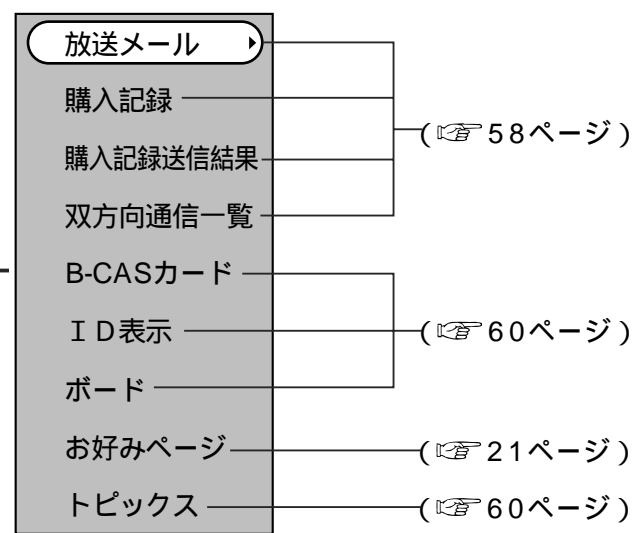 放送メール
購入記録
(☞58ページ)
購入記録送信結果
双方向通信一覧
B-CASカード
ＩＤ表示
(☞60ページ)
ボード
お好みページ
(☞21ページ)
トピックス
(☞60ページ)